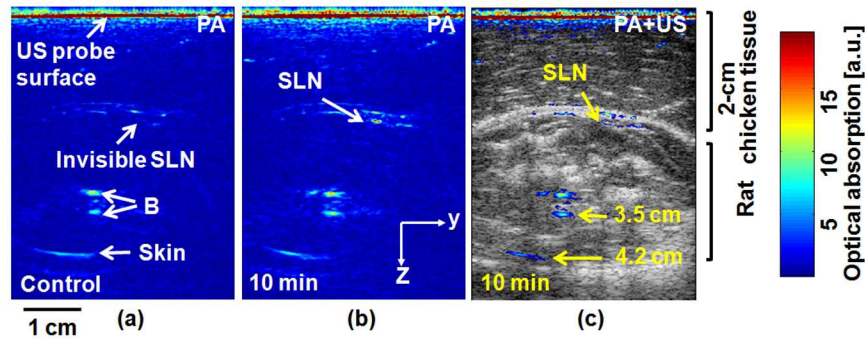 PA
US probe
surface
Invisible SLN
B
Skin
Control
1 cm
(a)
PA
SLN
y
Z
10 min
(b)
PA+US
SLN
3.5 cm
4.2 cm
10 min
(c)
2-cm
chicken tissue
Rat
15
10
5
Optical absorption [a.u.]